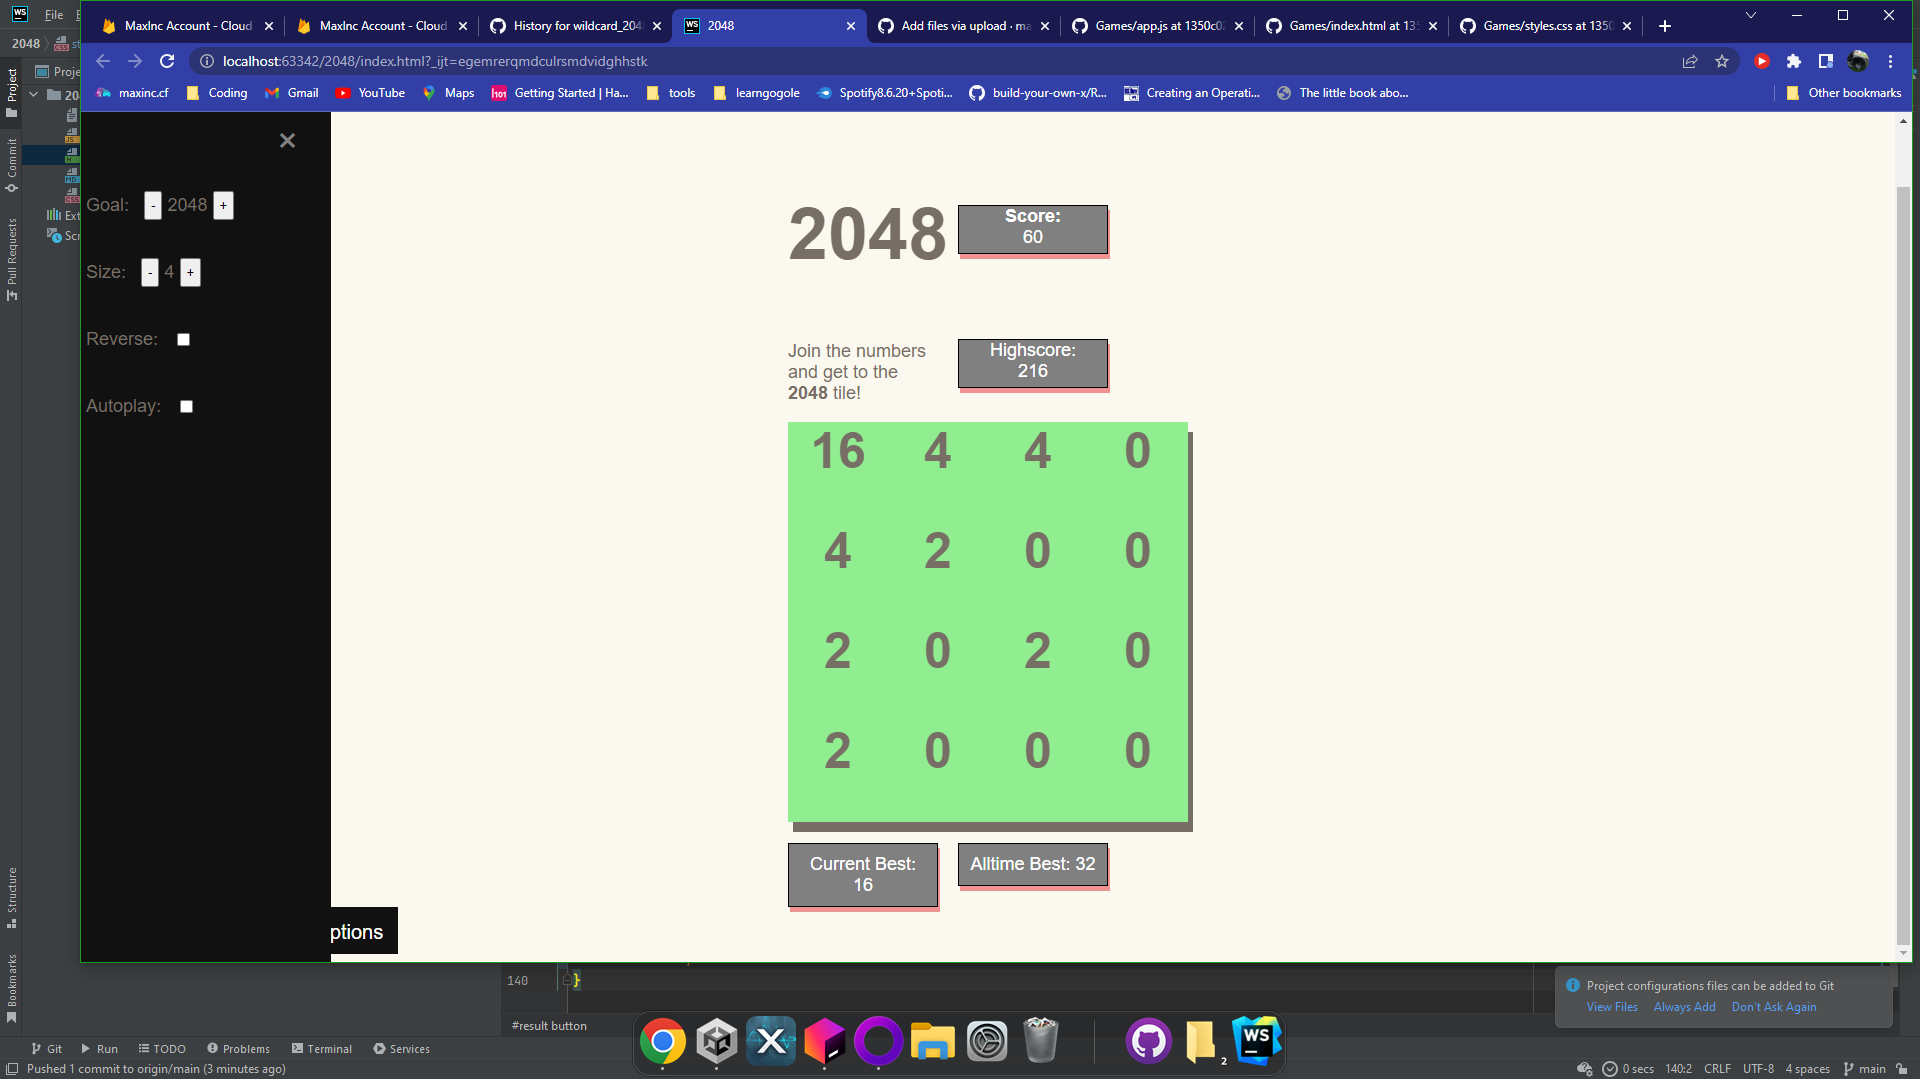 File
MaxInc Account - Cloud
MaxInc Account - Cloud
History for wildcard_204
2048
Add files via upload · ma
Games/app.js at 1350c02
Games/index.html at 135
Games/styles.css at 1350
2048
localhost:63342/2048/index.html?_ijt=egemrerqmdculrsmdvidghhstk
maxinc.cf
Coding
Gmail
YouTube
Maps
Getting Started | Ha...
tools
learngogole
Spotify8.6.20+Spoti...
build-your-own-x/R...
Creating an Operati...
The little book abo...
Other bookmarks
Project
Commit
Pull Requests
Structure
Bookmarks
Proje
20
Ext
Scr
Goal: - 2048 +
Size: - 4 +
Reverse:
Autoplay:
ptions
2048
Score:
60
Join the numbers
and get to the
2048 tile!
Highscore:
216
16 4 4 0
4 2 0 0
2 0 2 0
2 0 0 0
Current Best:
16
Alltime Best: 32
140 }
#result button
Project configurations files can be added to Git
View Files Always Add Don't Ask Again
2
Git Run TODO Problems Terminal Services
Pushed 1 commit to origin/main (3 minutes ago)
0 secs 140:2 CRLF UTF-8 4 spaces main